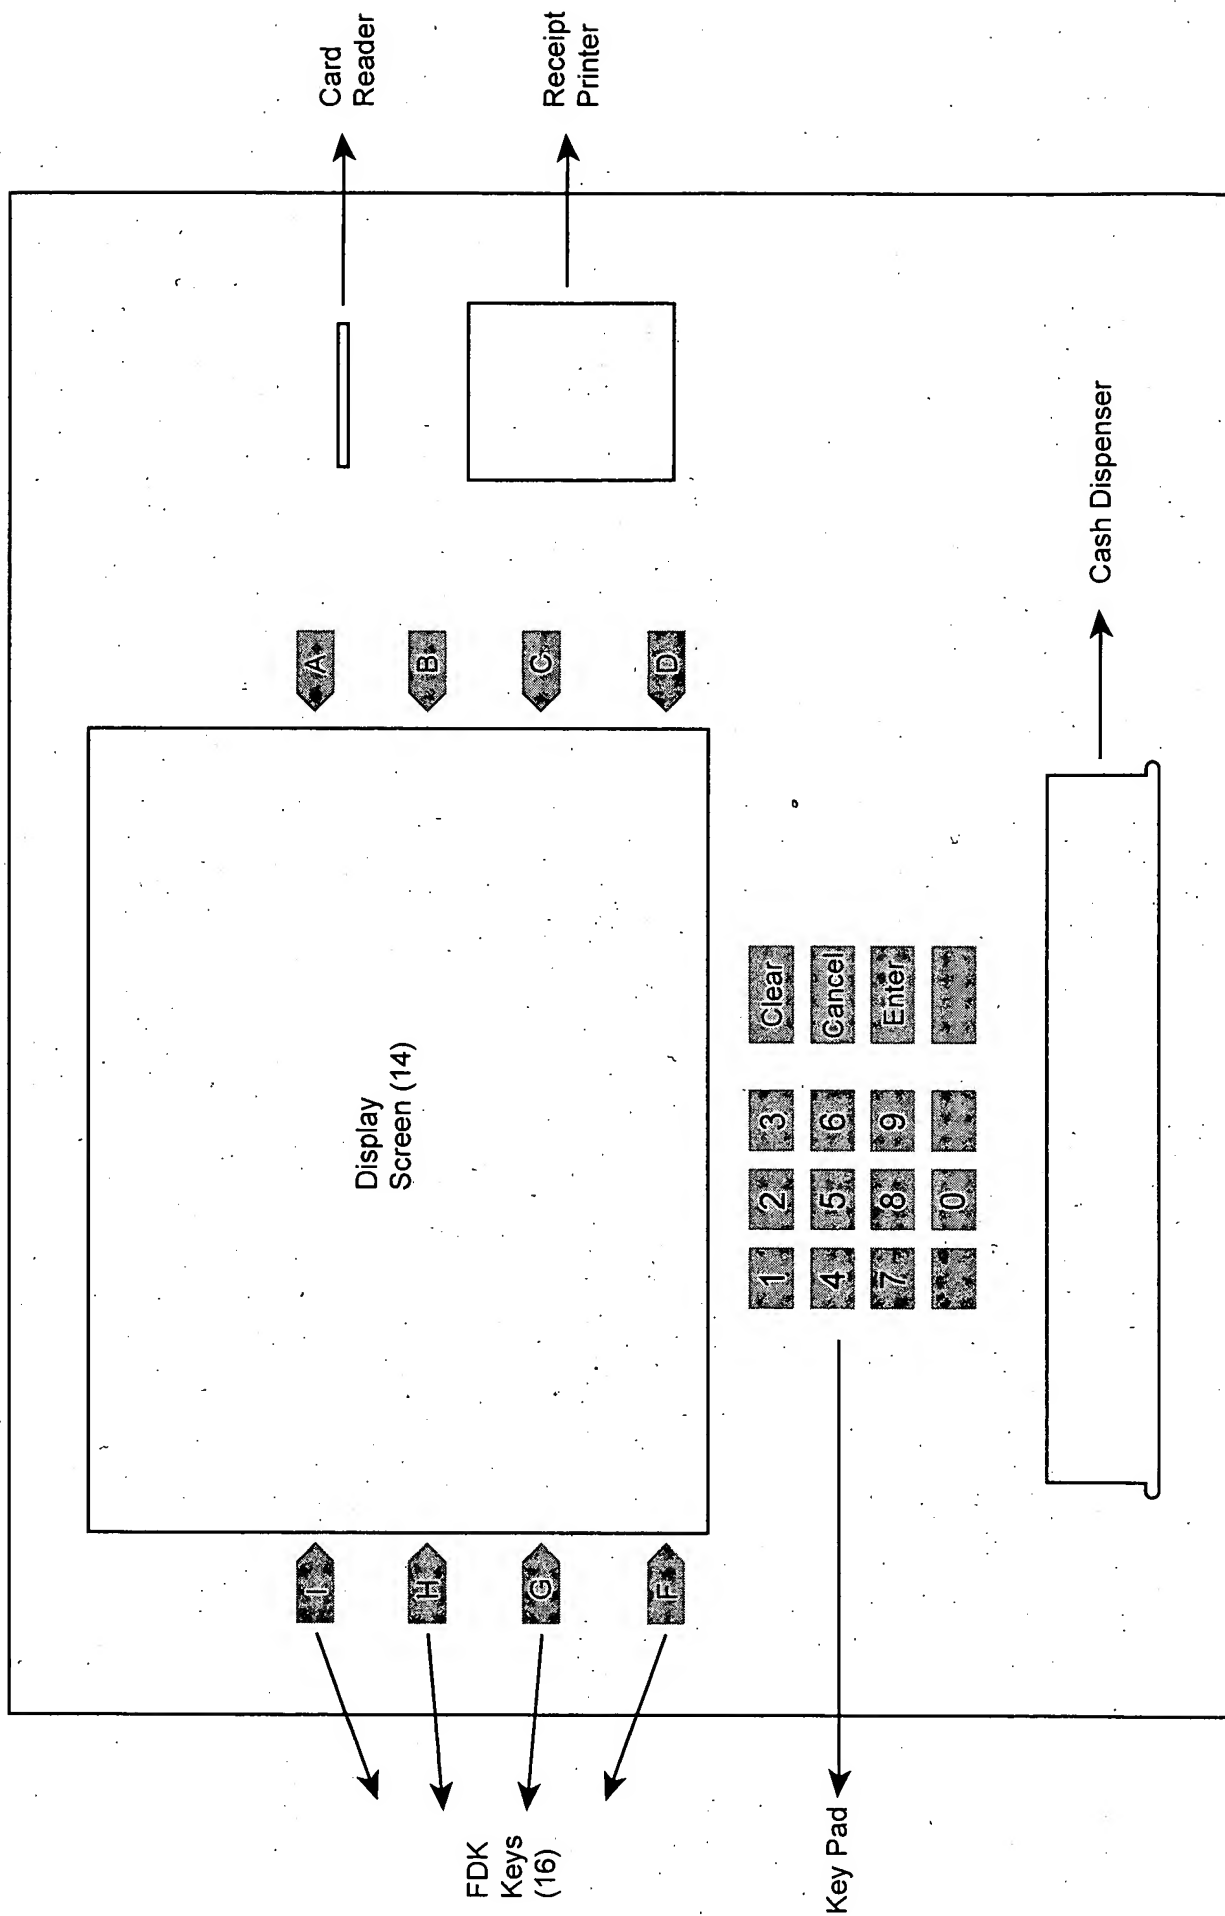 Card
Reader
Receipt
Printer
I
A
H
B
G
C
F
D
Display
Screen (14)
FDK
Keys
(16)
1 2 3 Clear
4 5 6 Cancel
7 8 9 Enter
0
Key Pad
Cash Dispenser